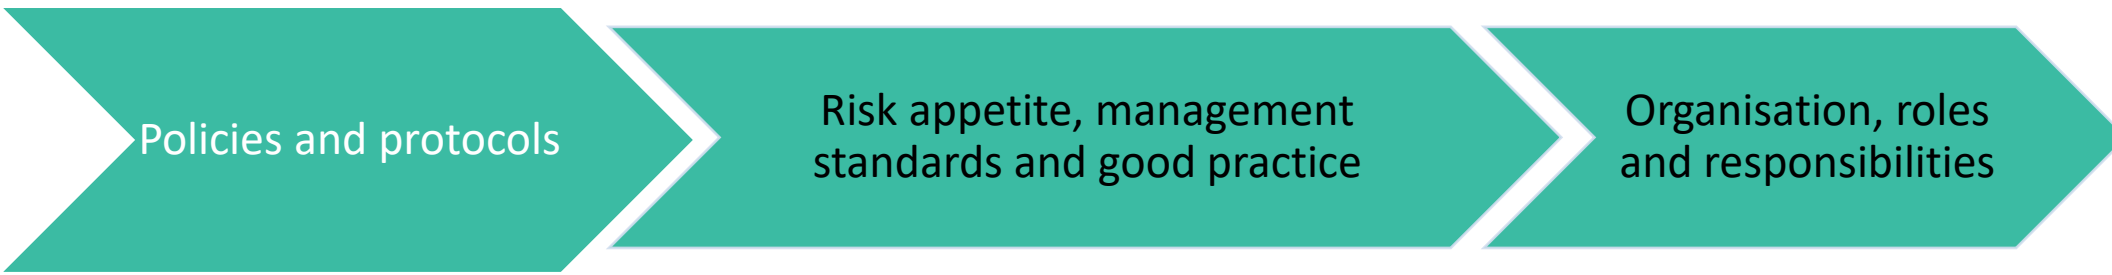 Policies and protocols
Risk appetite, management
standards and good practice
Organisation, roles
and responsibilities